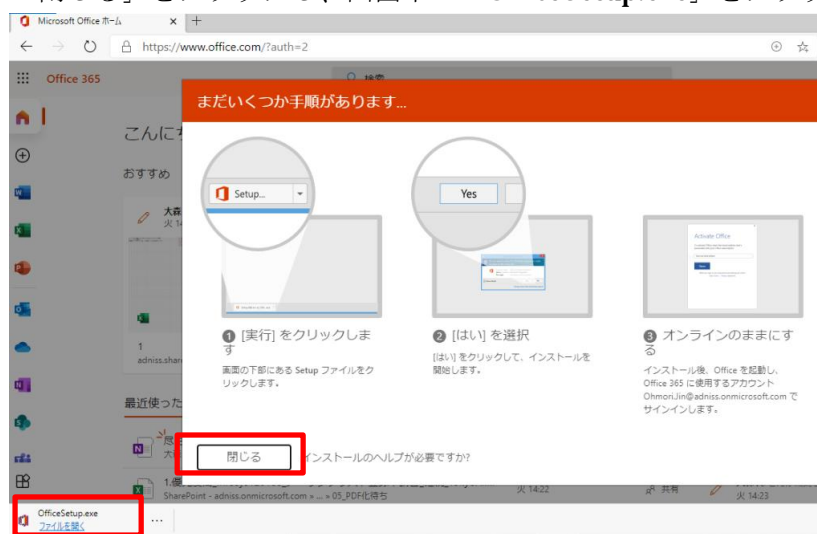 Microsoft Office ホーム
https://www.office.com/?auth=2
Office 365
検索
まだいくつか手順があります...
こんにち
おすすめ
Setup...
Yes
大森
火 14
Activate Office
1
adniss.shar
❶ [実行] をクリックしま
す
画面の下部にある Setup ファイルをク
リックします。
❷ [はい] を選択
[はい] をクリックして、インストールを
開始します。
❸ オンラインのままにす
る
インストール後、Office を起動し、
Office 365 に使用するアカウント
OhmoriJin@adniss.onmicrosoft.com で
サインインします。
最近使った
閉じる
インストールのヘルプが必要ですか?
SharePoint - adniss.onmicrosoft.com » ... » 05_PDF化待ち
火 14:22
共有
火 14:23
OfficeSetup.exe
ファイルを開く
...